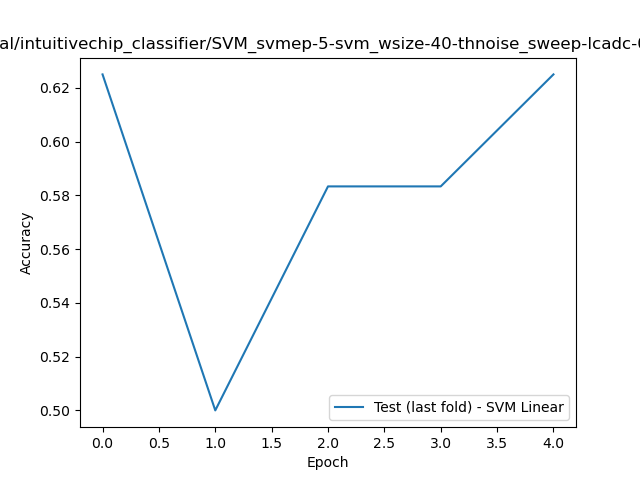 al/intuitivechip_classifier/SVM_svmep-5-svm_wsize-40-thnoise_sweep-lcadc-
0.62
0.60
0.58
0.56
0.54
0.52
0.50
Accuracy
Test (last fold) - SVM Linear
0.0 0.5 1.0 1.5 2.0 2.5 3.0 3.5 4.0
Epoch